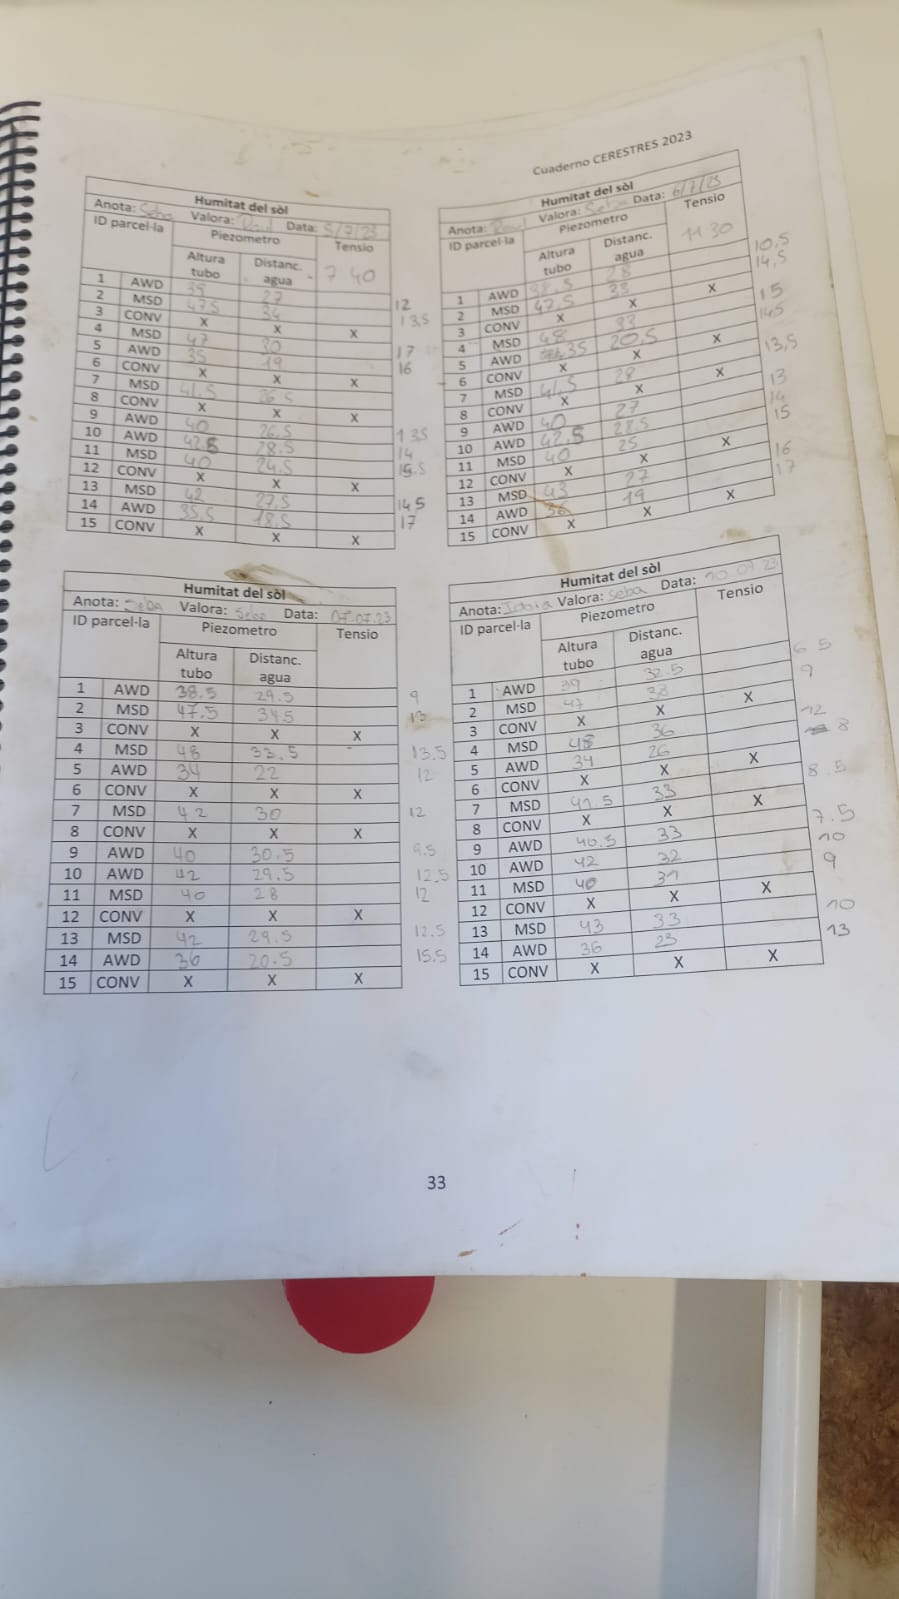 Cuaderno CERESTRES 2023
Humitat del sòl
Anota: Seba Valora: Raul Data: 5/7/23
ID parcel·la Piezometro Tensio
Altura tubo Distanc. agua 7 40
1 AWD 39 27 12
2 MSD 47.5 34 13,5
3 CONV X X X
4 MSD 47 30 17
5 AWD 35 19 16
6 CONV X X X
7 MSD 41,5 26.5
8 CONV X X X
9 AWD 40 26,5 135
10 AWD 42.5 28,5 14
11 MSD 40 24,5 15.5
12 CONV X X X
13 MSD 42 27,5 14,5
14 AWD 35,5 18,5 17
15 CONV X X X
Humitat del sòl
Anota: Raul Valora: Seba Data: 6/7/23
ID parcel·la Piezometro Tensio
Altura tubo Distanc. agua 11 30
1 AWD 38,5 28 10,5
2 MSD 47,5 33 14,5
3 CONV X X X
4 MSD 48 33 15
5 AWD 35 20,5 145
6 CONV X X X
7 MSD 41,5 28 13,5
8 CONV X X X
9 AWD 40 27 13
10 AWD 42,5 28,5 14
11 MSD 40 25 15
12 CONV X X X
13 MSD 43 27 16
14 AWD 36 19 17
15 CONV X X X
Humitat del sòl
Anota: Seba Valora: Seba Data: 07.07.23
ID parcel·la Piezometro Tensio
Altura tubo Distanc. agua
1 AWD 38.5 29.5 9
2 MSD 47.5 34.5 13
3 CONV X X X
4 MSD 48 33.5 13.5
5 AWD 34 22 12
6 CONV X X X
7 MSD 42 30 12
8 CONV X X X
9 AWD 40 30.5 9.5
10 AWD 42 29.5 12.5
11 MSD 40 28 12
12 CONV X X X
13 MSD 42 29.5 12.5
14 AWD 36 20.5 15.5
15 CONV X X X
Humitat del sòl
Anota: Idoia Valora: Seba Data: 10 07 23
ID parcel·la Piezometro Tensio
Altura tubo Distanc. agua
1 AWD 39 32.5 6 5
2 MSD 47 38 9
3 CONV X X X
4 MSD 48 36 12
5 AWD 34 26 8
6 CONV X X X
7 MSD 41.5 33 8.5
8 CONV X X X
9 AWD 40.5 33 7.5
10 AWD 42 32 10
11 MSD 40 31 9
12 CONV X X X
13 MSD 43 33 10
14 AWD 36 23 13
15 CONV X X X
33